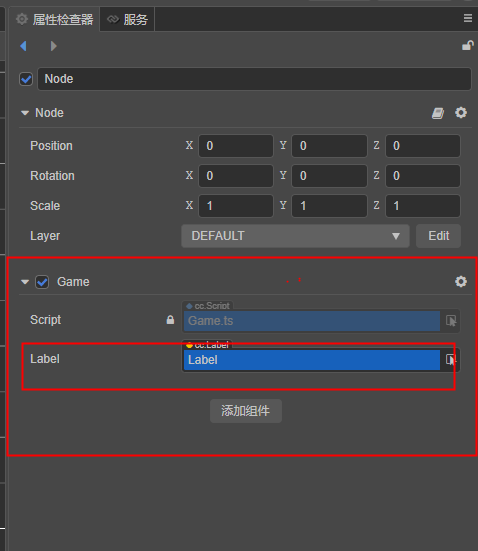 属性检查器 服务
Node
Node
Position X 0 Y 0 Z 0
Rotation X 0 Y 0 Z 0
Scale X 1 Y 1 Z 1
Layer DEFAULT Edit
Game
cc.Script
Script Game.ts
cc.Label
Label Label
添加组件